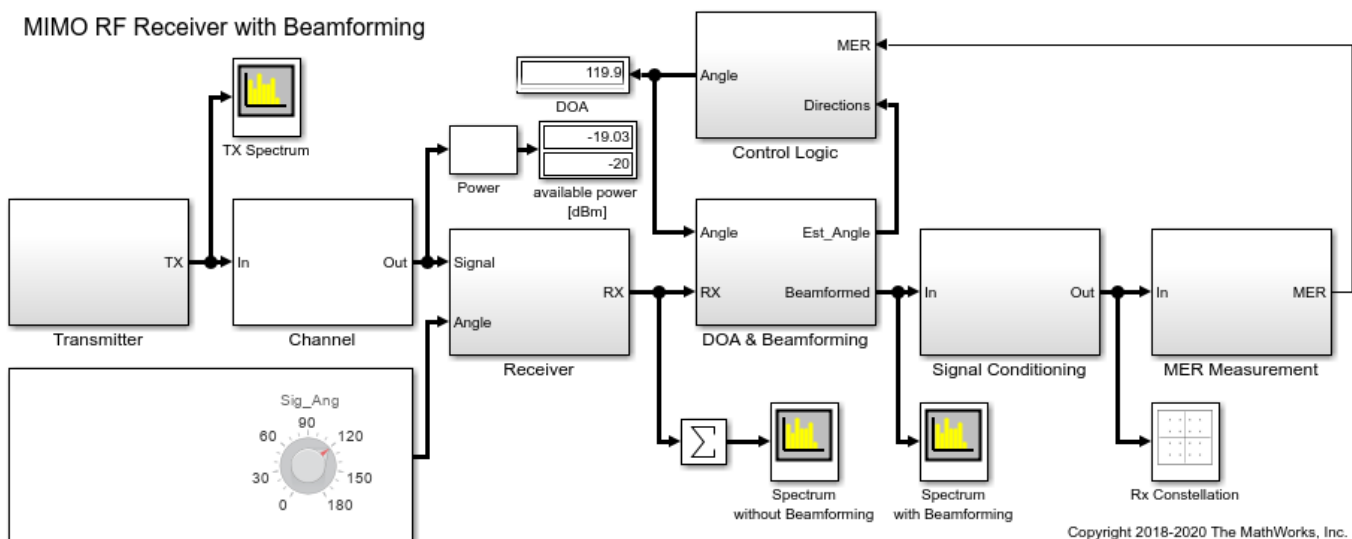 MIMO RF Receiver with Beamforming
TX Spectrum
119.9
DOA
Power
-19.03
-20
available power
[dBm]
MER
Angle
Directions
Control Logic
TX
Transmitter
In
Out
Channel
Signal
Angle
RX
Receiver
Angle
RX
Est_Angle
Beamformed
DOA & Beamforming
In
Out
Signal Conditioning
In
MER
MER Measurement
Sig_Ang
0
30
60
90
120
150
180
∑
Spectrum
without Beamforming
Spectrum
with Beamforming
Rx Constellation
Copyright 2018-2020 The MathWorks, Inc.